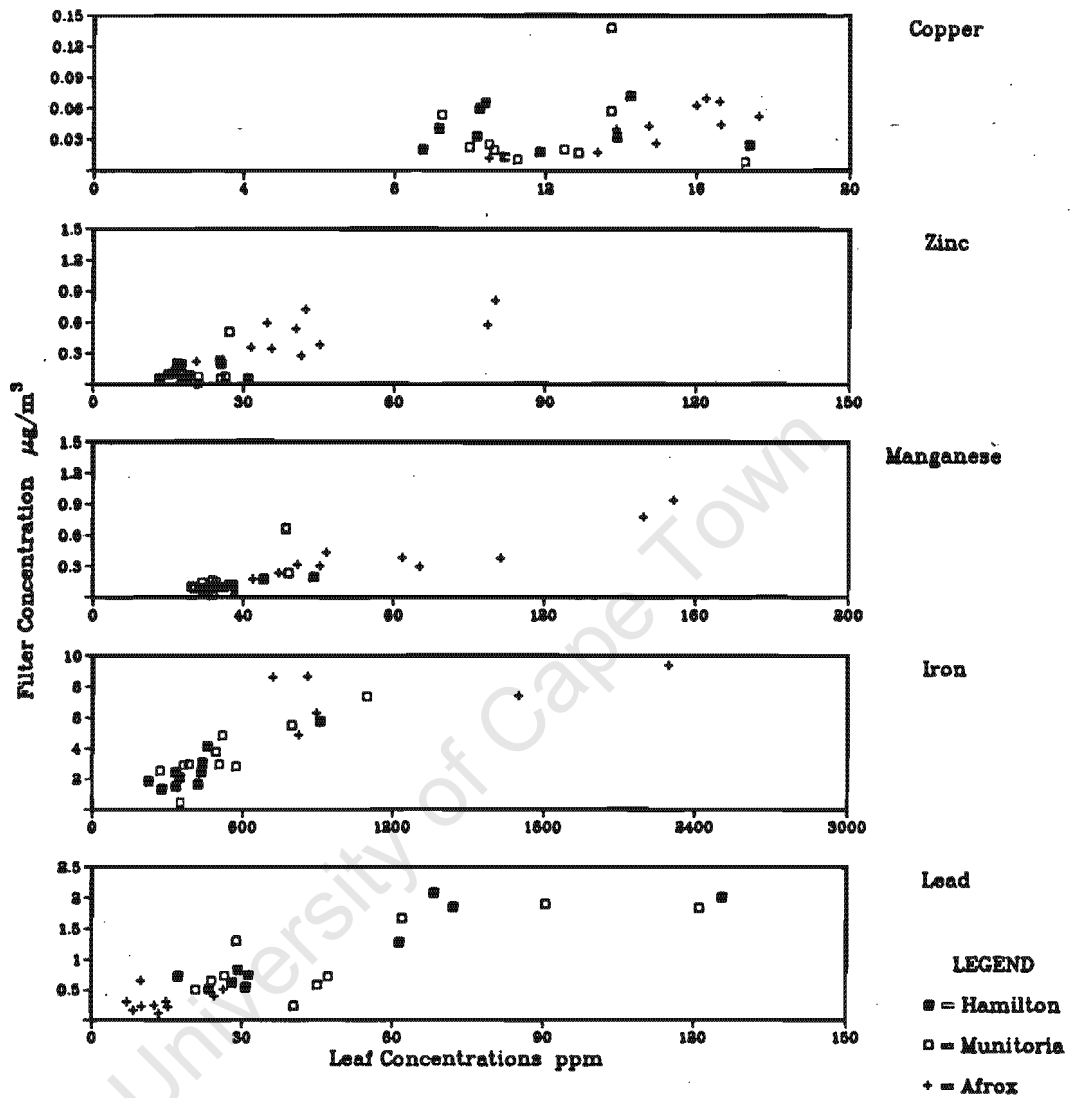 Copper
0.15
0.12
0.09
0.06
0.03
0 4 8 12 16 20
Zinc
1.5
1.2
0.9
0.6
0.3
0 30 60 90 120 150
Manganese
1.5
1.2
0.9
0.6
0.3
0 40 80 120 160 200
Iron
10
8
6
4
2
0 600 1200 1800 2400 3000
Lead
2.5
2
1.5
1
0.5
0 30 60 90 120 150
Filter Concentration μg/m³
Leaf Concentrations ppm
LEGEND
= Hamilton
= Munitoria
+ = Afrox
University of Cape Town